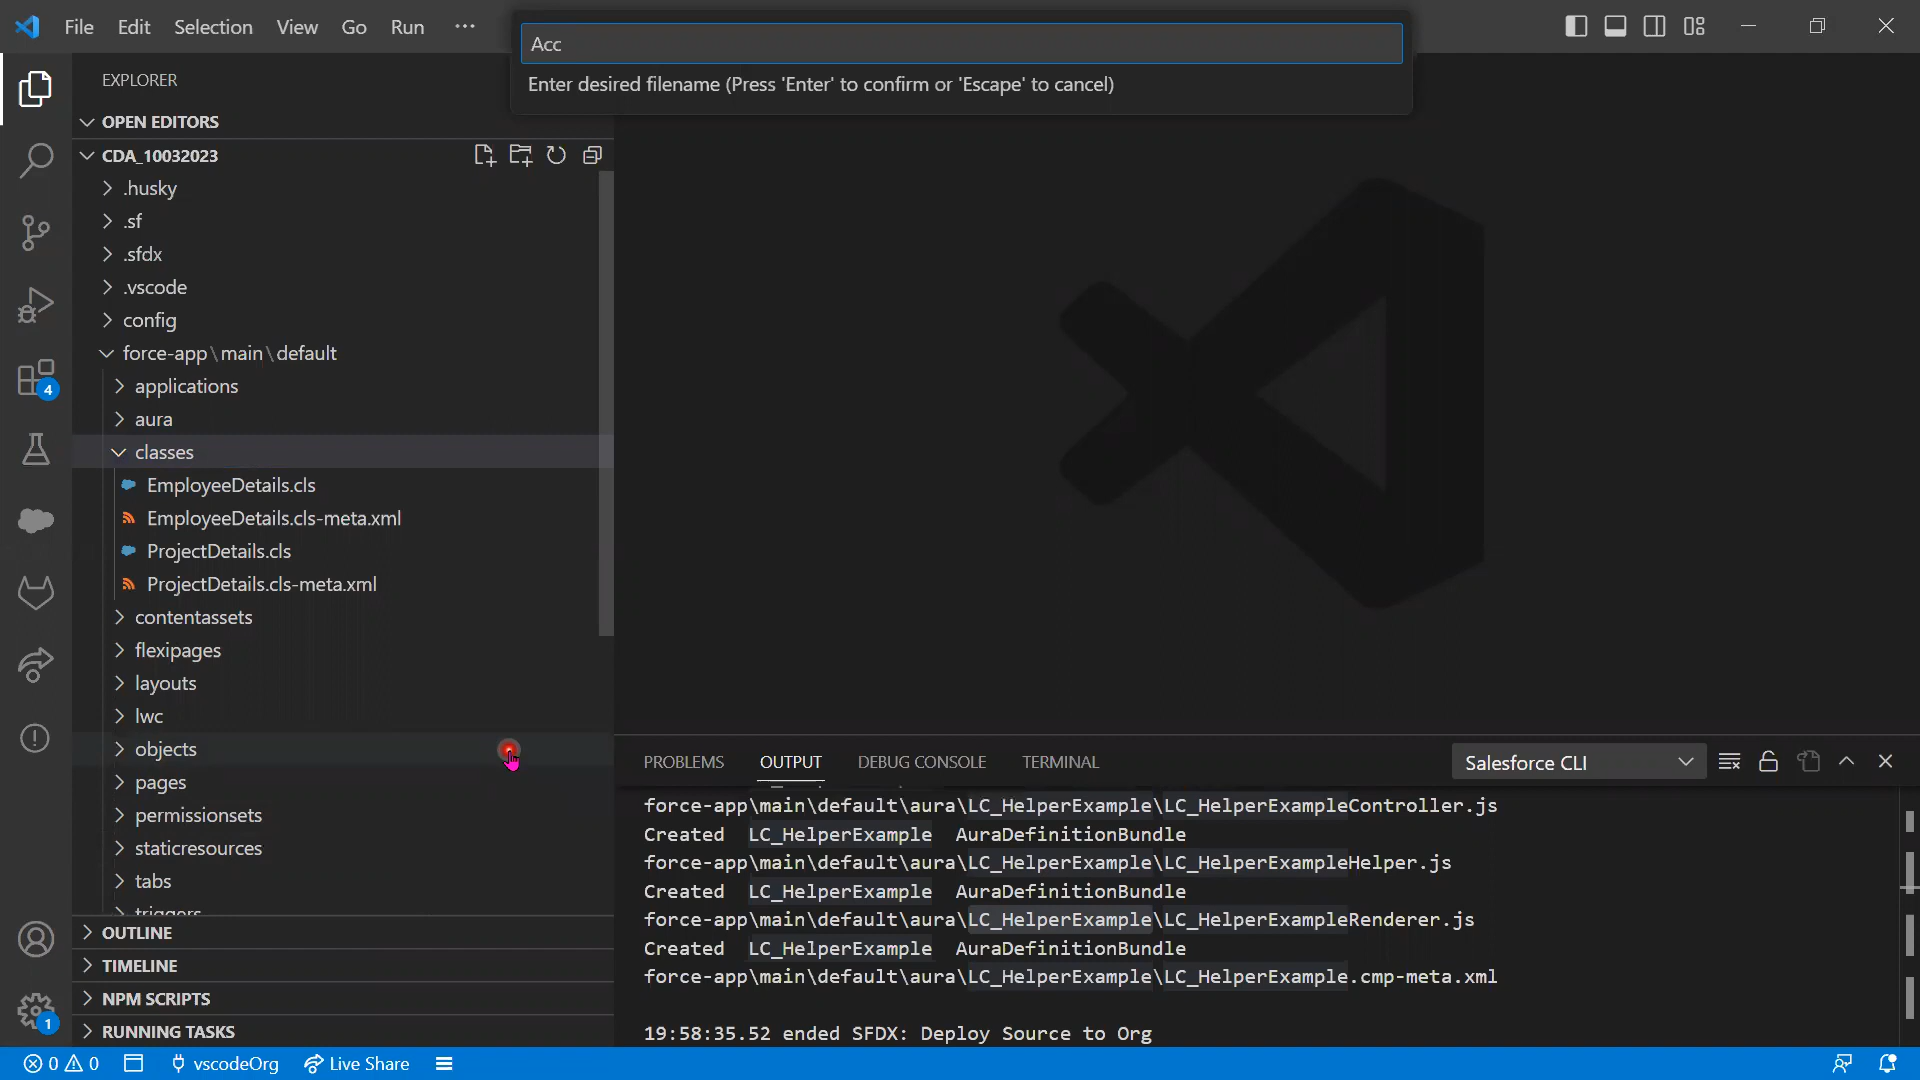 File Edit Selection View Go Run ···
Acc
Enter desired filename (Press 'Enter' to confirm or 'Escape' to cancel)
EXPLORER
OPEN EDITORS
CDA_10032023
.husky
.sf
.sfdx
.vscode
config
force-app\main\default
applications
aura
classes
EmployeeDetails.cls
EmployeeDetails.cls-meta.xml
ProjectDetails.cls
ProjectDetails.cls-meta.xml
contentassets
flexipages
layouts
lwc
objects
pages
permissionsets
staticresources
tabs
triggers
OUTLINE
TIMELINE
NPM SCRIPTS
RUNNING TASKS
4
1
PROBLEMS OUTPUT DEBUG CONSOLE TERMINAL Salesforce CLI
force-app\main\default\aura\LC_HelperExample\LC_HelperExampleController.js
Created LC_HelperExample AuraDefinitionBundle
force-app\main\default\aura\LC_HelperExample\LC_HelperExampleHelper.js
Created LC_HelperExample AuraDefinitionBundle
force-app\main\default\aura\LC_HelperExample\LC_HelperExampleRenderer.js
Created LC_HelperExample AuraDefinitionBundle
force-app\main\default\aura\LC_HelperExample\LC_HelperExample.cmp-meta.xml
19:58:35.52 ended SFDX: Deploy Source to Org
0 0 vscodeOrg Live Share